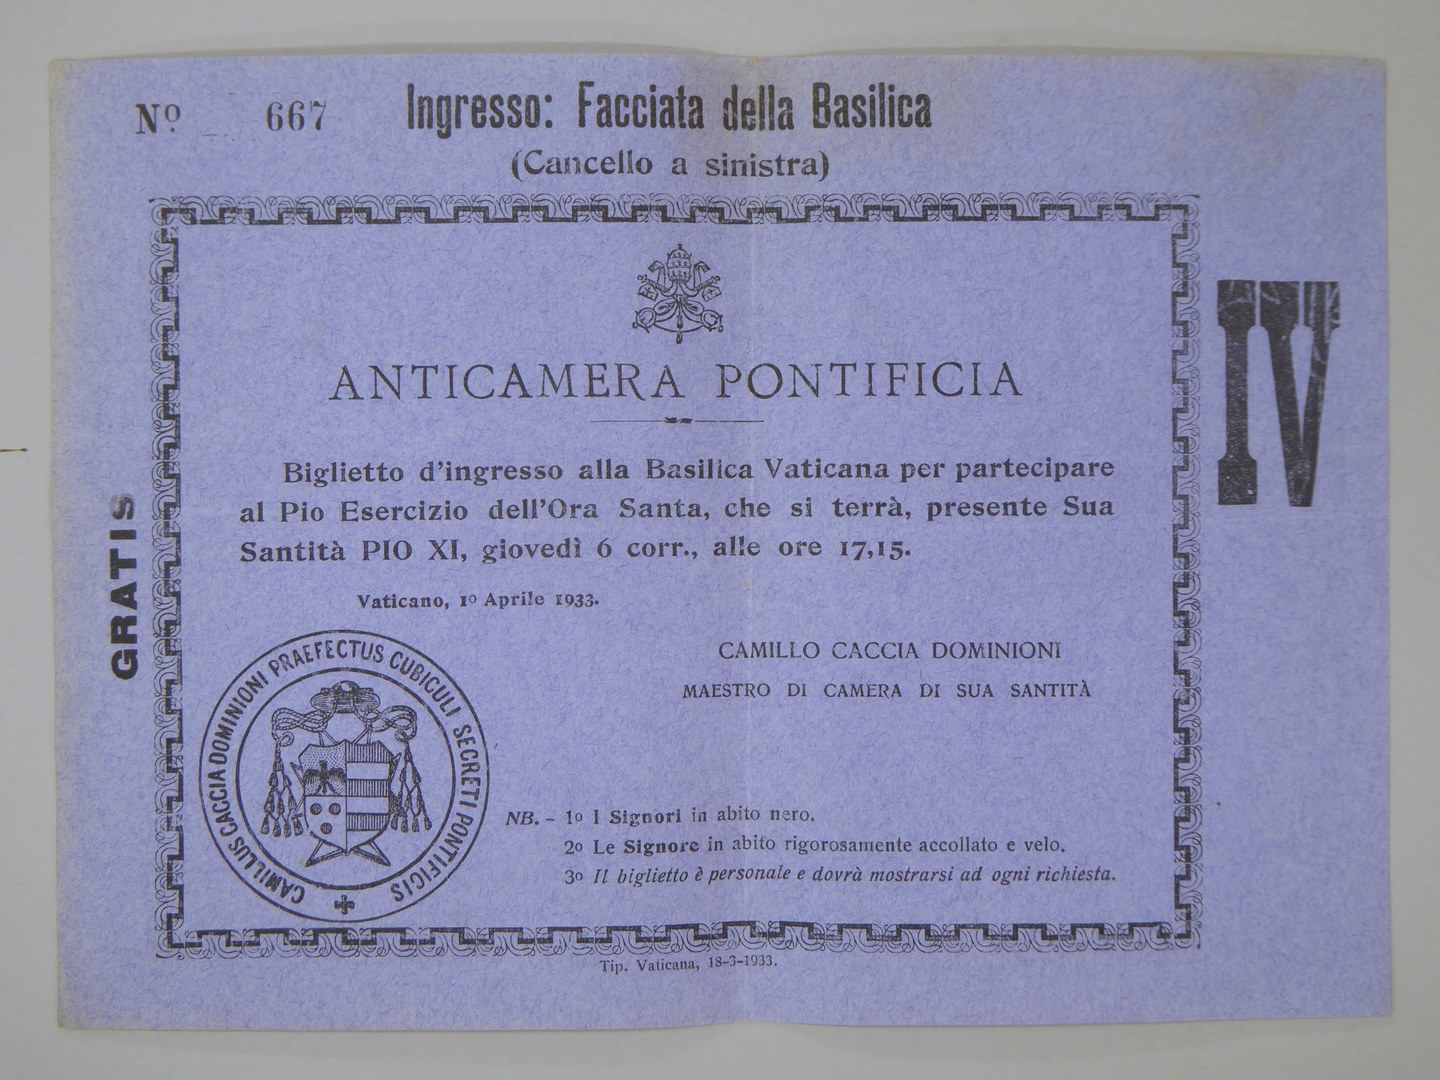 Nº 667 Ingresso: Facciata della Basilica
(Cancello a sinistra)
ANTICAMERA PONTIFICIA
Biglietto d'ingresso alla Basilica Vaticana per partecipare
al Pio Esercizio dell'Ora Santa, che si terrà, presente Sua
Santità PIO XI, giovedì 6 corr., alle ore 17,15.
Vaticano, 1º Aprile 1933.
CAMILLO CACCIA DOMINIONI
MAESTRO DI CAMERA DI SUA SANTITÀ
CAMILLUS CACCIA DOMINIONI PRAEFECTUS CUBICULI SECRETI PONTIFICIS
NB. - 1º I Signori in abito nero.
2º Le Signore in abito rigorosamente accollato e velo.
3º Il biglietto è personale e dovrà mostrarsi ad ogni richiesta.
Tip. Vaticana, 18-3-1933.
GRATIS
IV